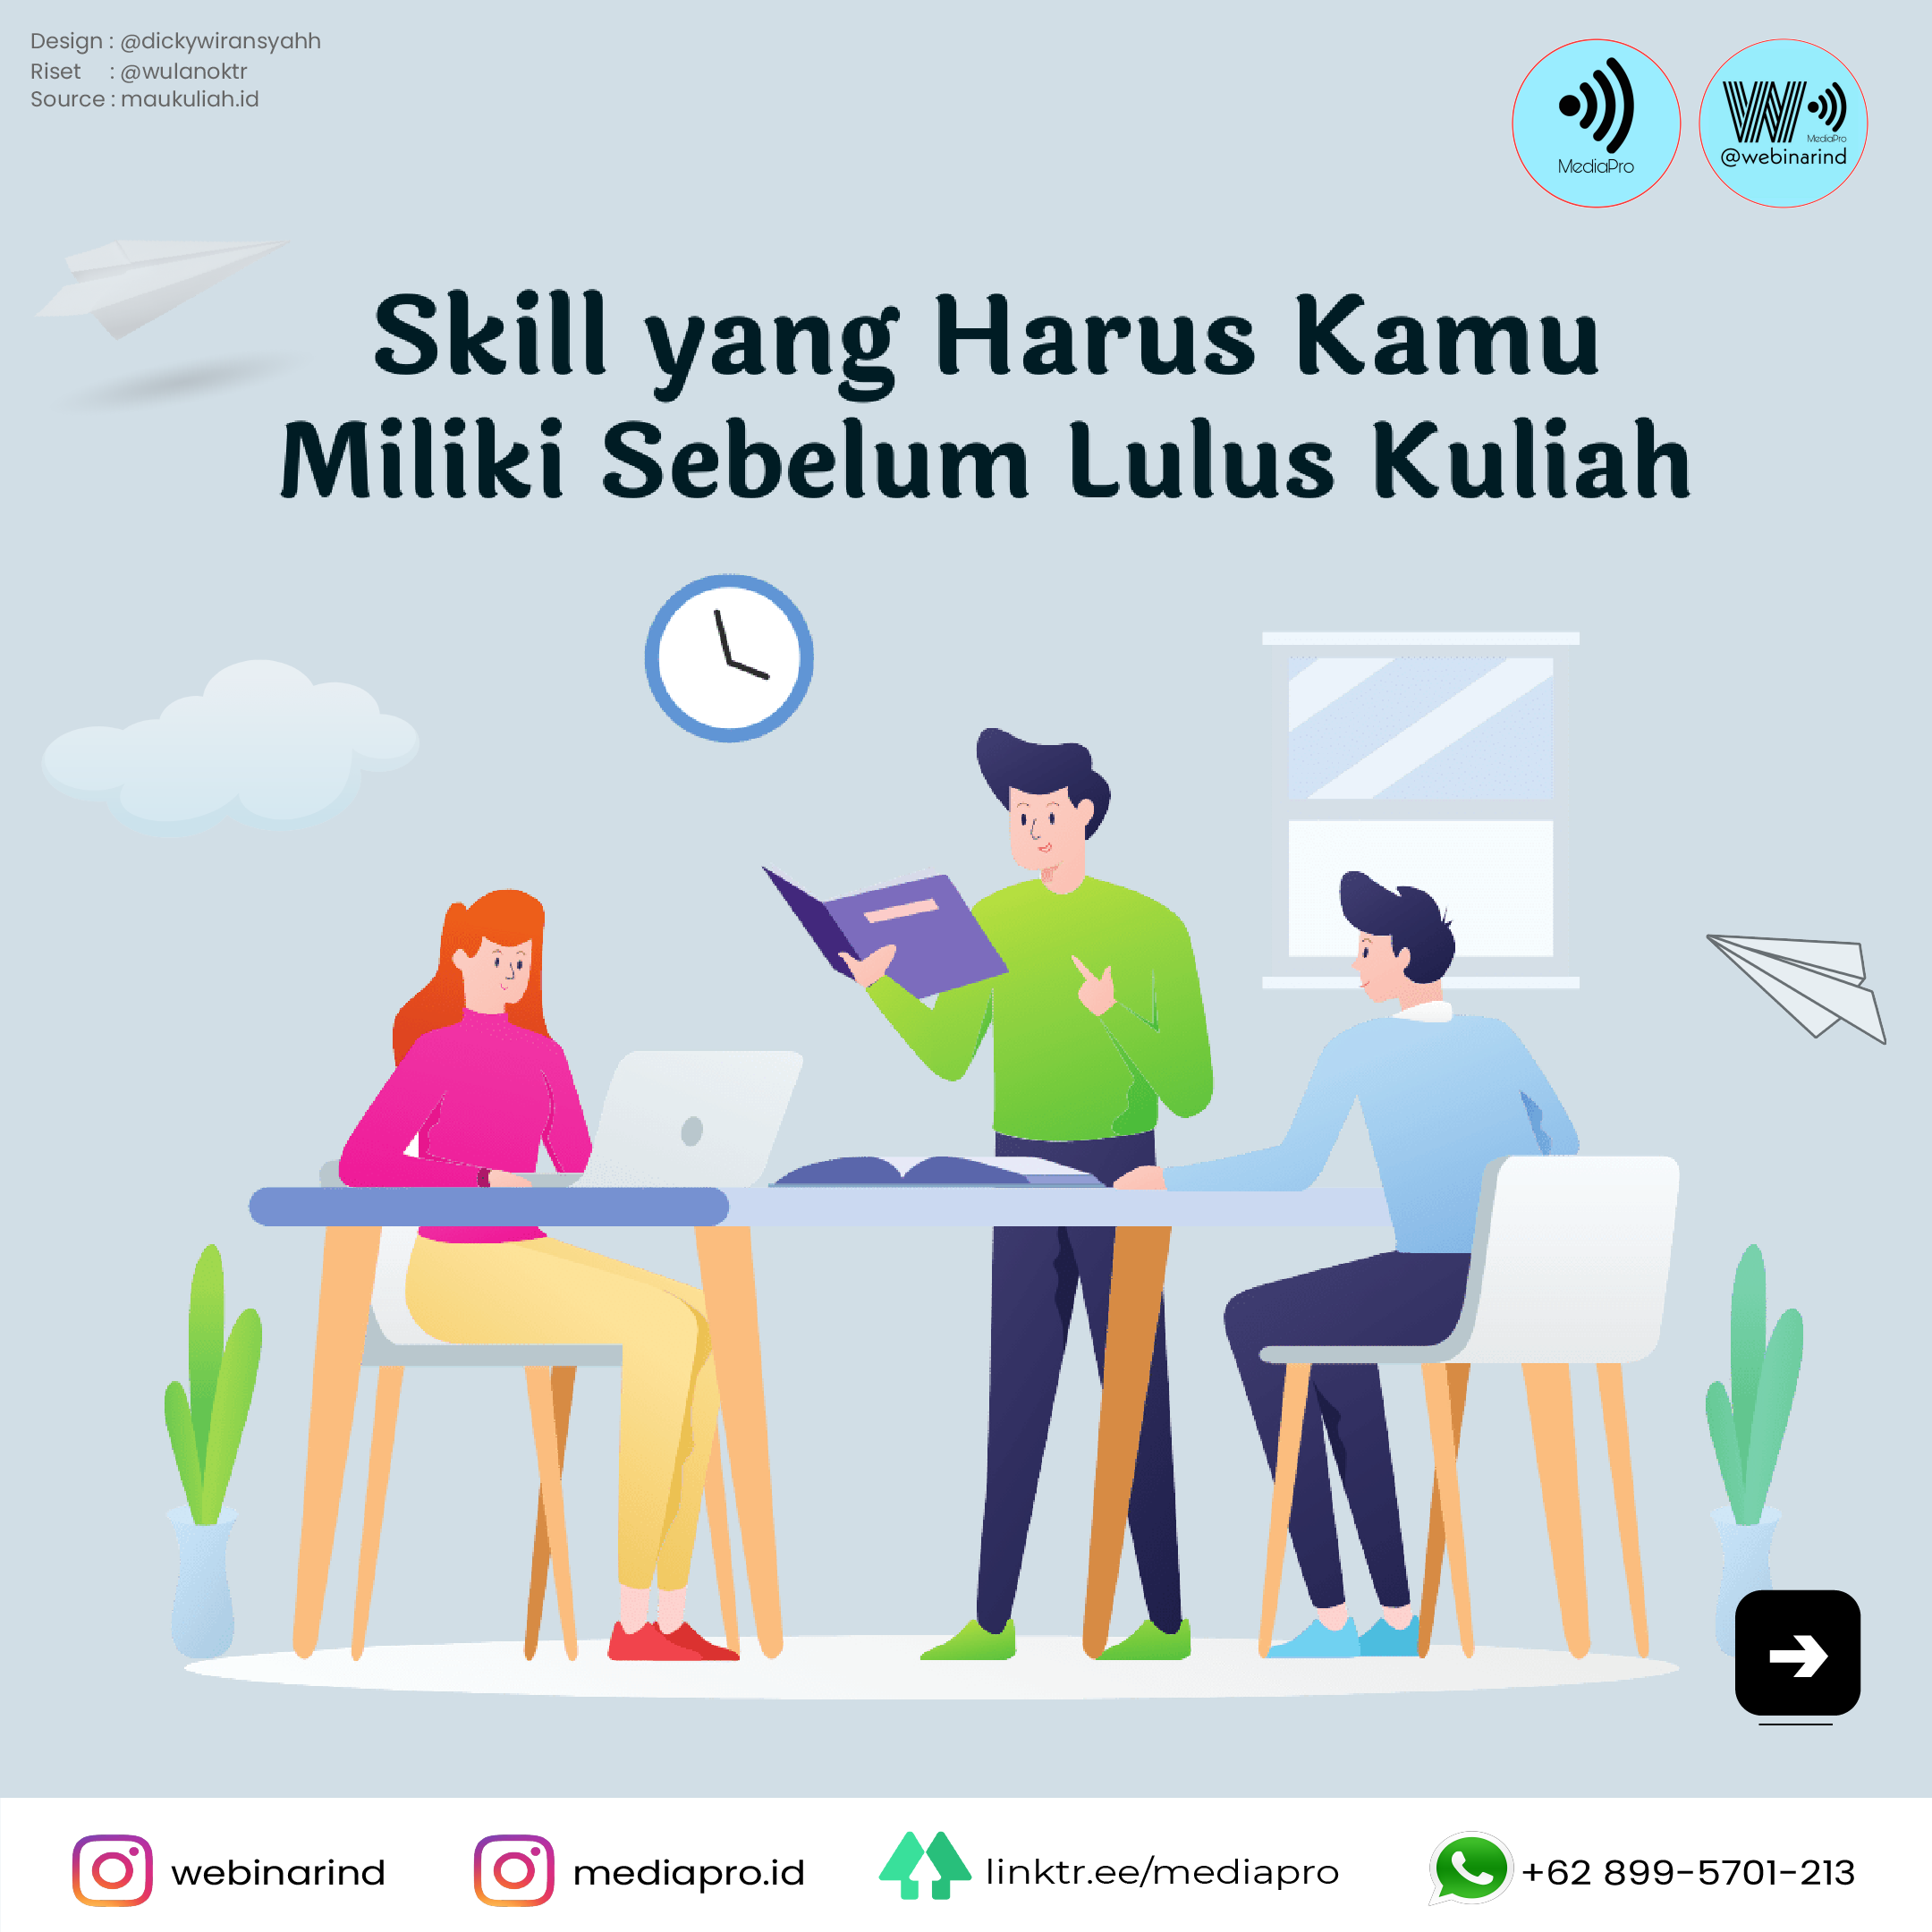 Design : @dickywiransyahh
Riset : @wulanoktr
Source : maukuliah.id
MediaPro
W
MediaPro
@webinarind
Skill yang Harus Kamu
Miliki Sebelum Lulus Kuliah
webinarind
mediapro.id
linktr.ee/mediapro
+62 899-5701-213